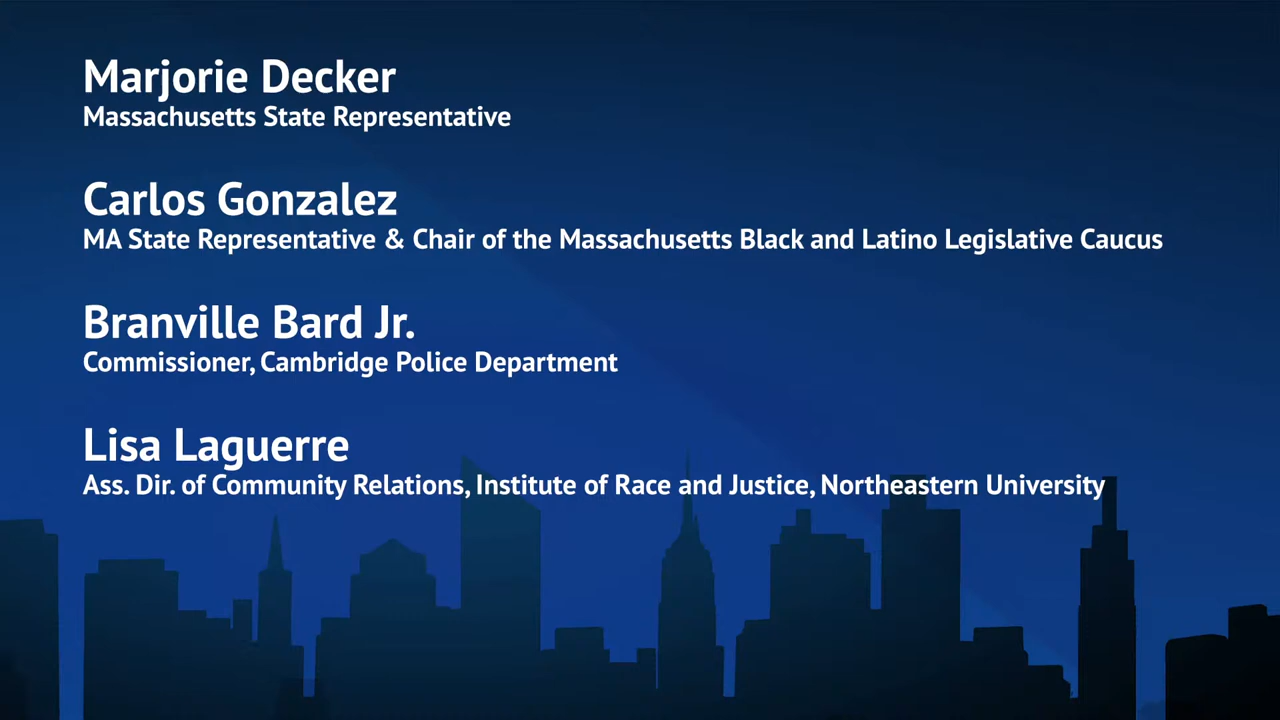 Marjorie Decker
Massachusetts State Representative
Carlos Gonzalez
MA State Representative & Chair of the Massachusetts Black and Latino Legislative Caucus
Branville Bard Jr.
Commissioner, Cambridge Police Department
Lisa Laguerre
Ass. Dir. of Community Relations, Institute of Race and Justice, Northeastern University